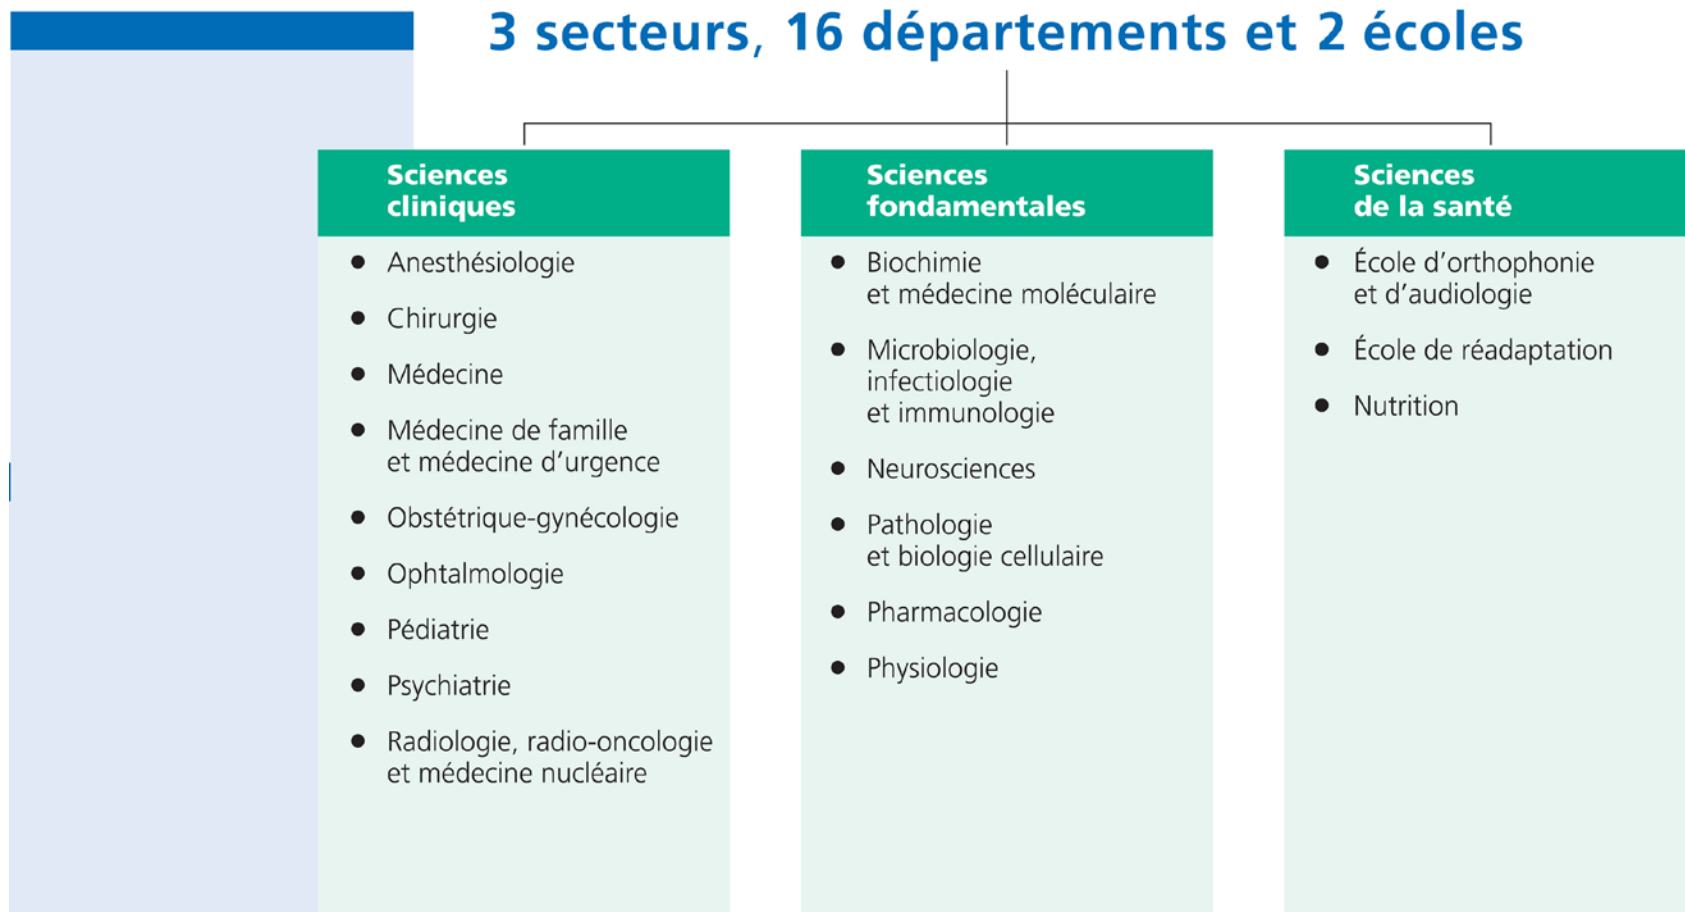 3 secteurs, 16 départements et 2 écoles
Sciences
cliniques
• Anesthésiologie
• Chirurgie
• Médecine
• Médecine de famille
et médecine d’urgence
• Obstétrique-gynécologie
• Ophtalmologie
• Pédiatrie
• Psychiatrie
• Radiologie, radio-oncologie
et médecine nucléaire
Sciences
fondamentales
• Biochimie
et médecine moléculaire
• Microbiologie,
infectiologie
et immunologie
• Neurosciences
• Pathologie
et biologie cellulaire
• Pharmacologie
• Physiologie
Sciences
de la santé
• École d’orthophonie
et d’audiologie
• École de réadaptation
• Nutrition